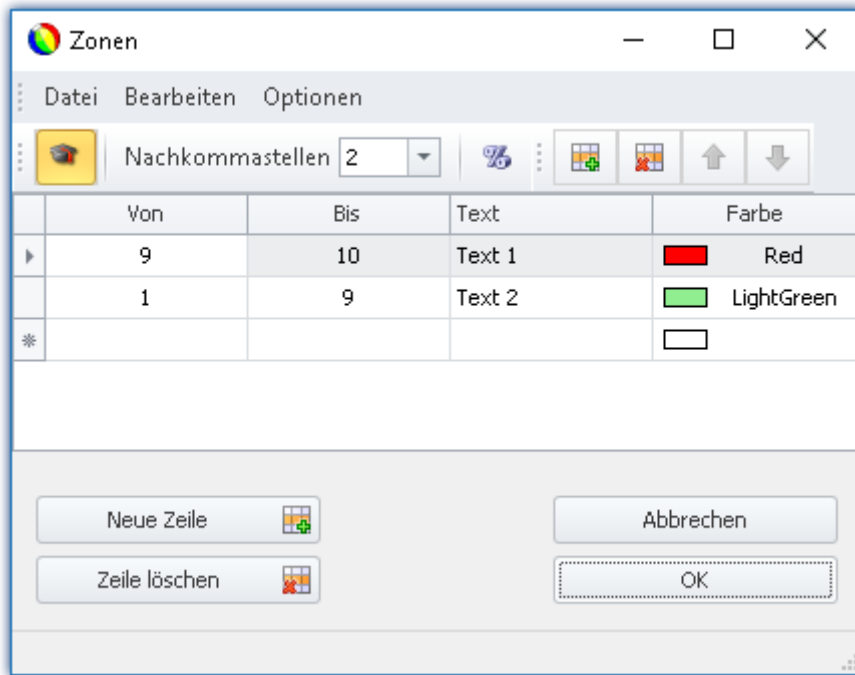 Zonen
Datei Bearbeiten Optionen
Nachkommastellen 2 %
Von Bis Text Farbe
9 10 Text 1 Red
1 9 Text 2 LightGreen
Neue Zeile Abbrechen
Zeile löschen OK